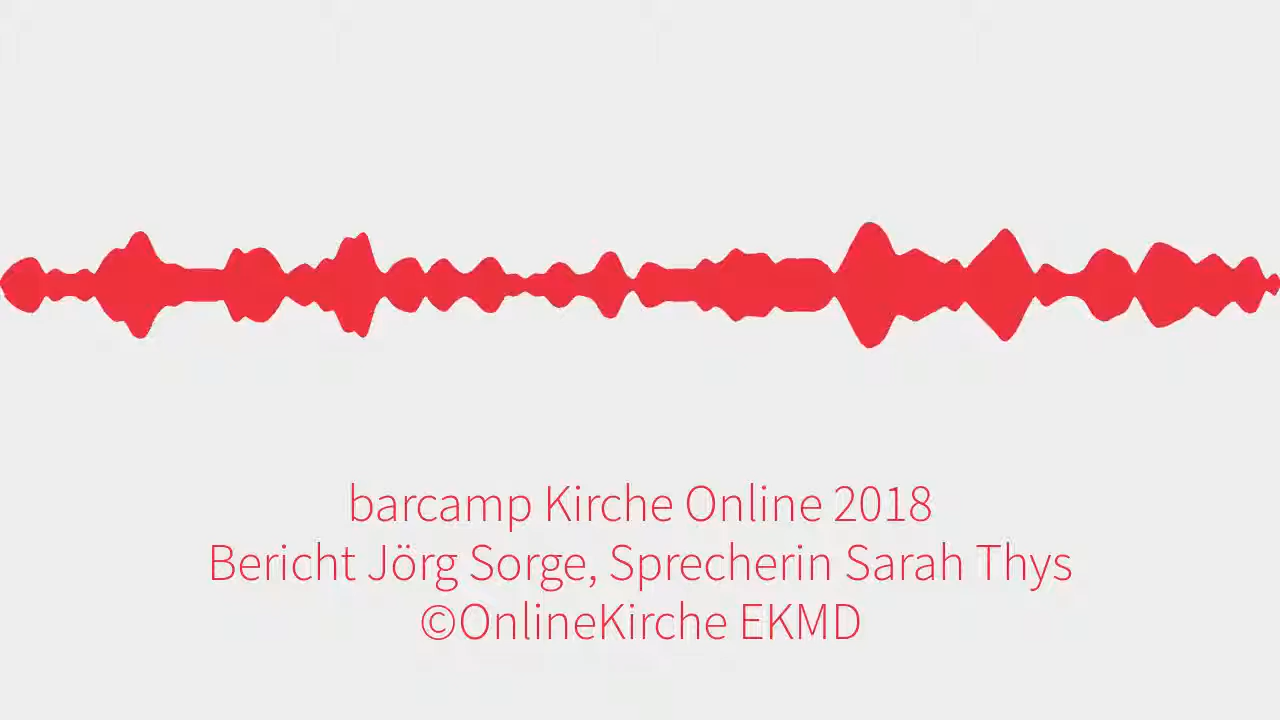 barcamp Kirche Online 2018
Bericht Jörg Sorge, Sprecherin Sarah Thys
©OnlineKirche EKMD